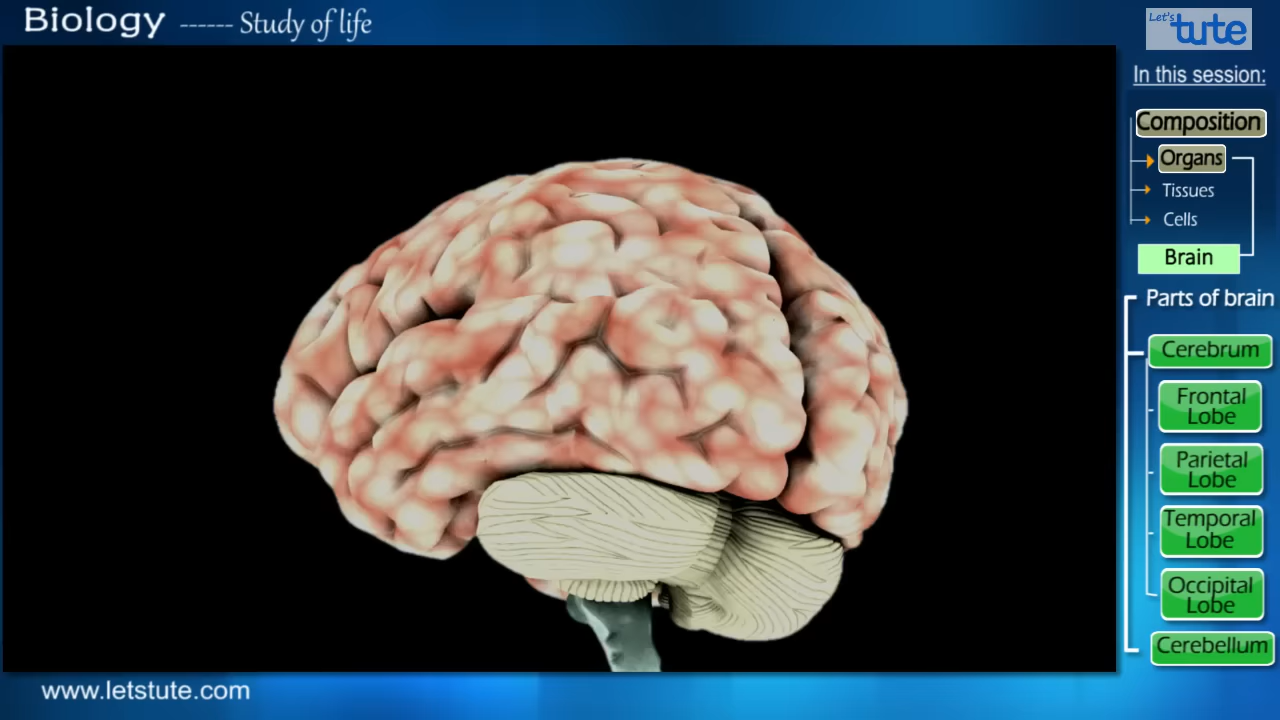 Biology ------ Study of life
Let's
tute
In this session:
Composition
Organs
Tissues
Cells
Brain
Parts of brain
Cerebrum
Frontal
Lobe
Parietal
Lobe
Temporal
Lobe
Occipital
Lobe
Cerebellum
www.letstute.com